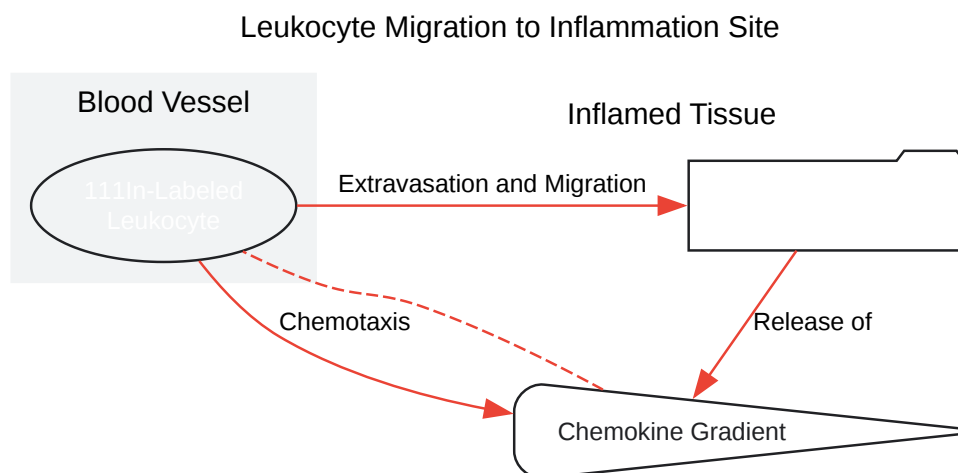 Leukocyte Migration to Inflammation Site
Blood Vessel
Inflamed Tissue
111In-Labeled
Leukocyte
Extravasation and Migration
Chemotaxis
Release of
Chemokine Gradient